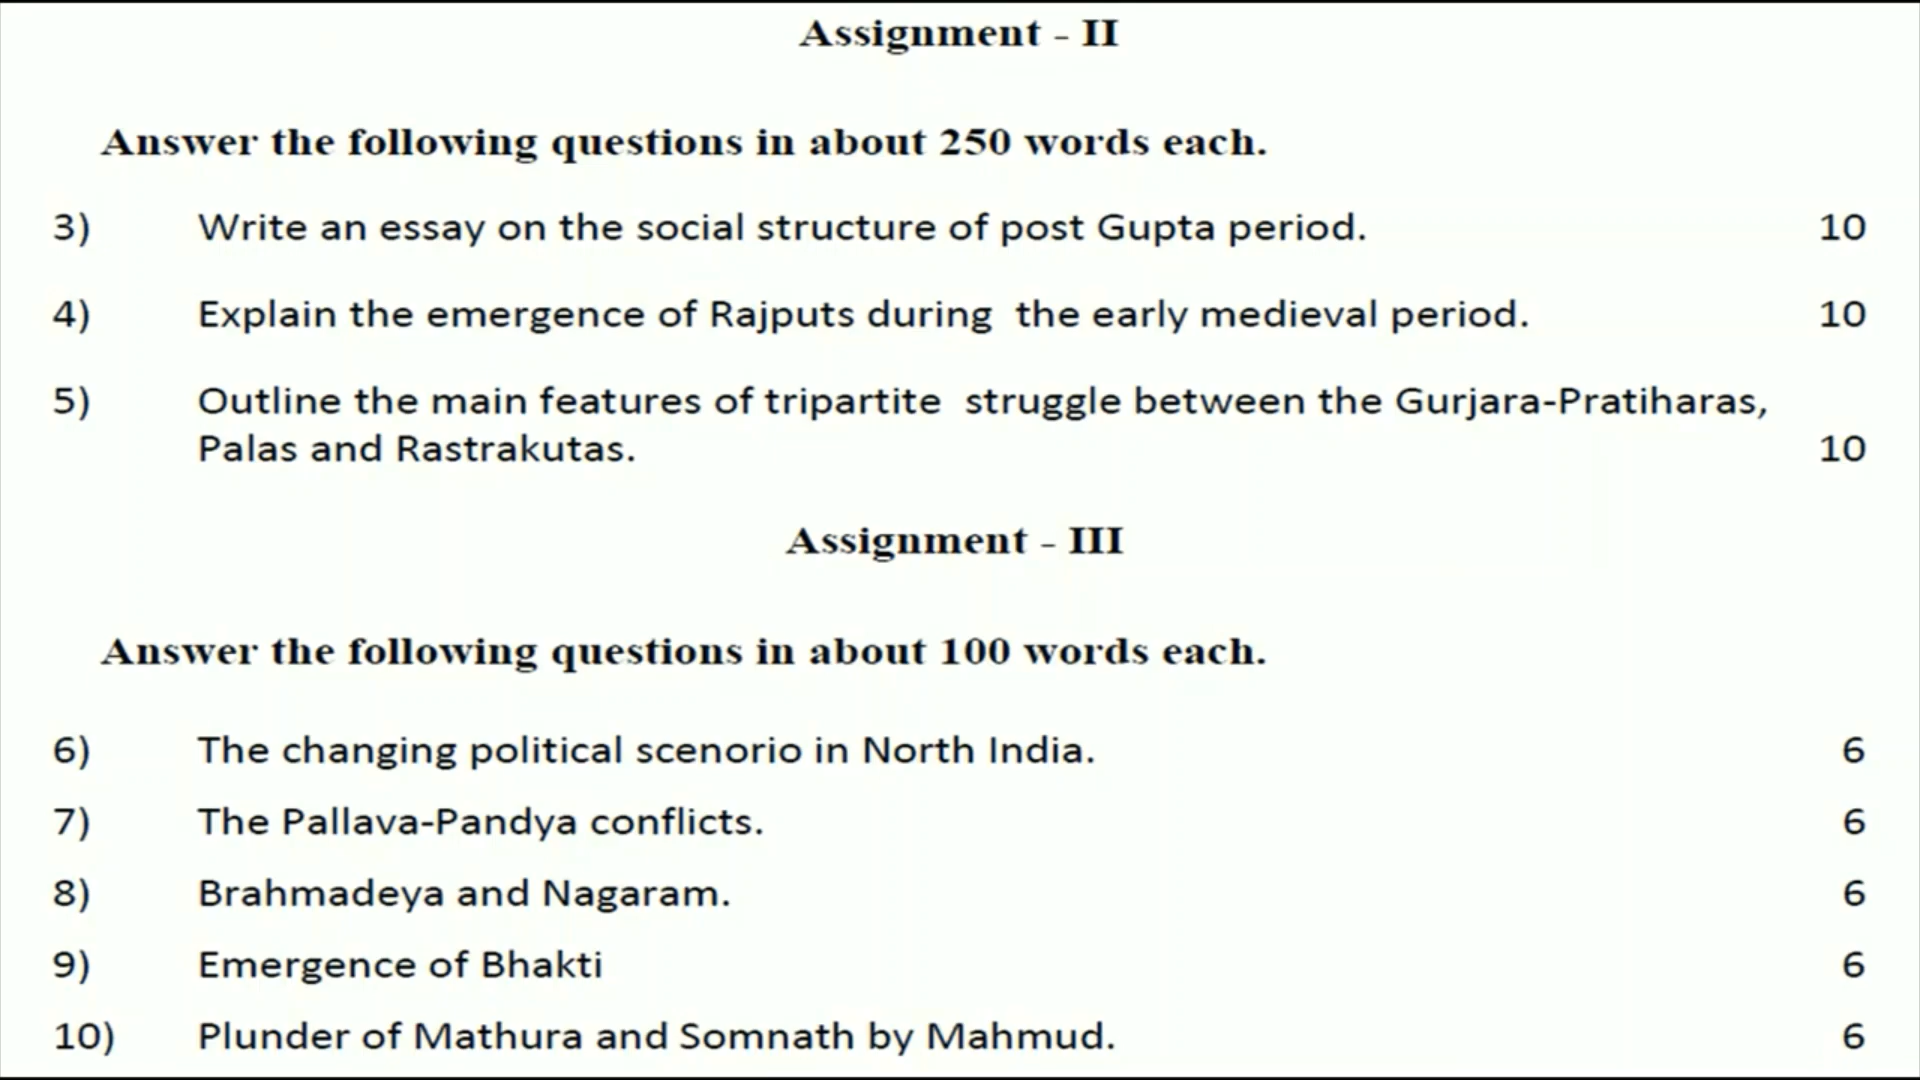 Assignment - II
Answer the following questions in about 250 words each.
3) Write an essay on the social structure of post Gupta period. 10
4) Explain the emergence of Rajputs during the early medieval period. 10
5) Outline the main features of tripartite struggle between the Gurjara-Pratiharas,
Palas and Rastrakutas. 10
Assignment - III
Answer the following questions in about 100 words each.
6) The changing political scenorio in North India. 6
7) The Pallava-Pandya conflicts. 6
8) Brahmadeya and Nagaram. 6
9) Emergence of Bhakti 6
10) Plunder of Mathura and Somnath by Mahmud. 6